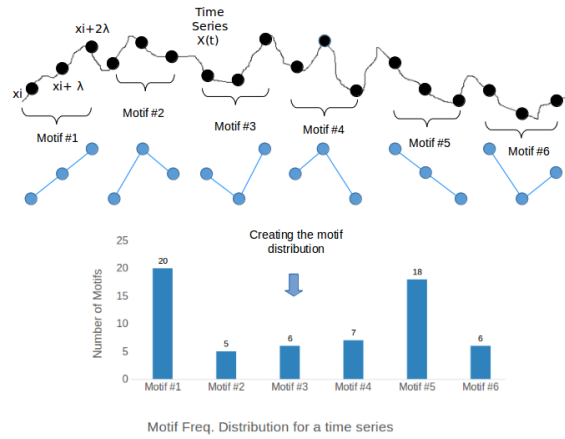 Time
Series
X(t)
xi+2λ
xi
xi+ λ
Motif #1
Motif #2
Motif #3
Motif #4
Motif #5
Motif #6
Creating the motif
distribution
Number of Motifs
25
20
15
10
5
0
20
5
6
7
18
6
Motif #1
Motif #2
Motif #3
Motif #4
Motif #5
Motif #6
Motif Freq. Distribution for a time series